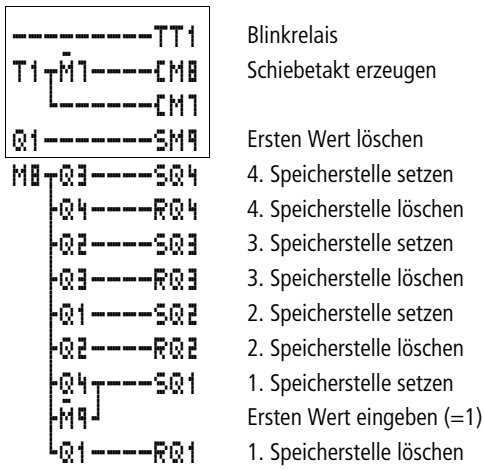 ---------TT1 Blinkrelais
T1┬M̄7----[M8 Schiebetakt erzeugen
└------[M7
Q1-------SM9 Ersten Wert löschen
M8┬Q3----SQ4 4. Speicherstelle setzen
├Q4----RQ4 4. Speicherstelle löschen
├Q2----SQ3 3. Speicherstelle setzen
├Q3----RQ3 3. Speicherstelle löschen
├Q1----SQ2 2. Speicherstelle setzen
├Q2----RQ2 2. Speicherstelle löschen
├Q4┬---SQ1 1. Speicherstelle setzen
├M̄9┘ Ersten Wert eingeben (=1)
└Q1----RQ1 1. Speicherstelle löschen